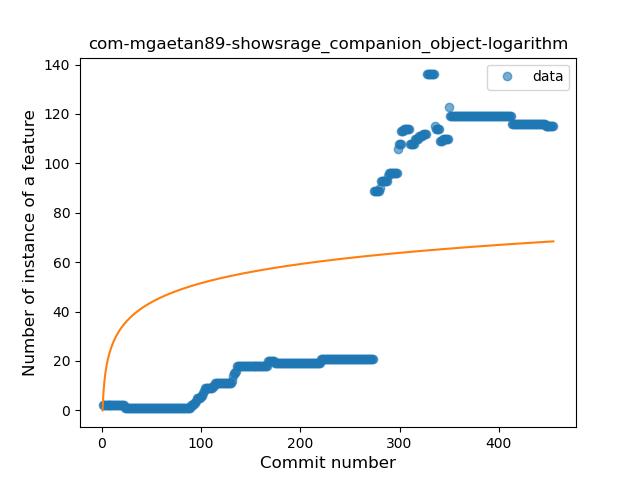 com-mgaetan89-showsrage_companion_object-logarithm
data
Number of instance of a feature
140
120
100
80
60
40
20
0
0 100 200 300 400
Commit number